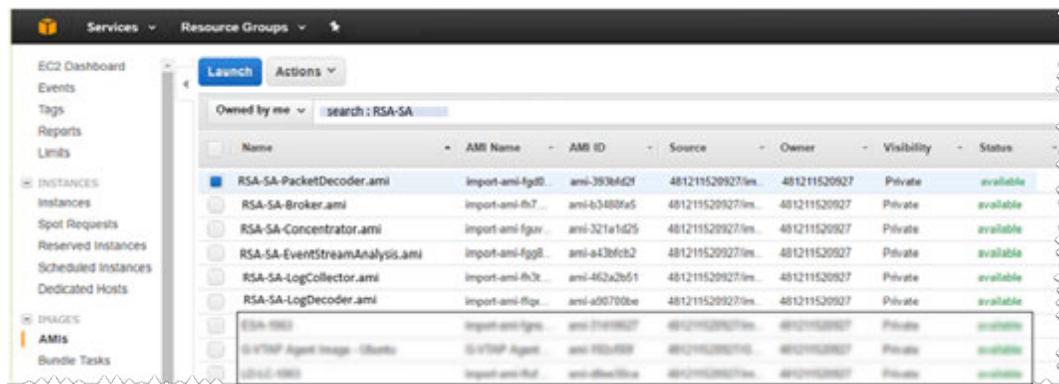 Services Resource Groups
EC2 Dashboard
Events
Tags
Reports
Limits
INSTANCES
Instances
Spot Requests
Reserved Instances
Scheduled Instances
Dedicated Hosts
IMAGES
AMIs
Bundle Tasks
Launch Actions
Owned by me search : RSA-SA
Name AMI Name AMI ID Source Owner Visibility Status
RSA-SA-PacketDecoder.ami import-ami-fgd0... ami-393bfd2f 481211520927/im... 481211520927 Private available
RSA-SA-Broker.ami import-ami-fh7... ami-b3488fa5 481211520927/im... 481211520927 Private available
RSA-SA-Concentrator.ami import-ami-fguv... ami-321a1d25 481211520927/im... 481211520927 Private available
RSA-SA-EventStreamAnalysis.ami import-ami-fgg8... ami-a43bfcb2 481211520927/im... 481211520927 Private available
RSA-SA-LogCollector.ami import-ami-fh3t... ami-462a2b51 481211520927/im... 481211520927 Private available
RSA-SA-LogDecoder.ami import-ami-ffqx... ami-a90700be 481211520927/im... 481211520927 Private available